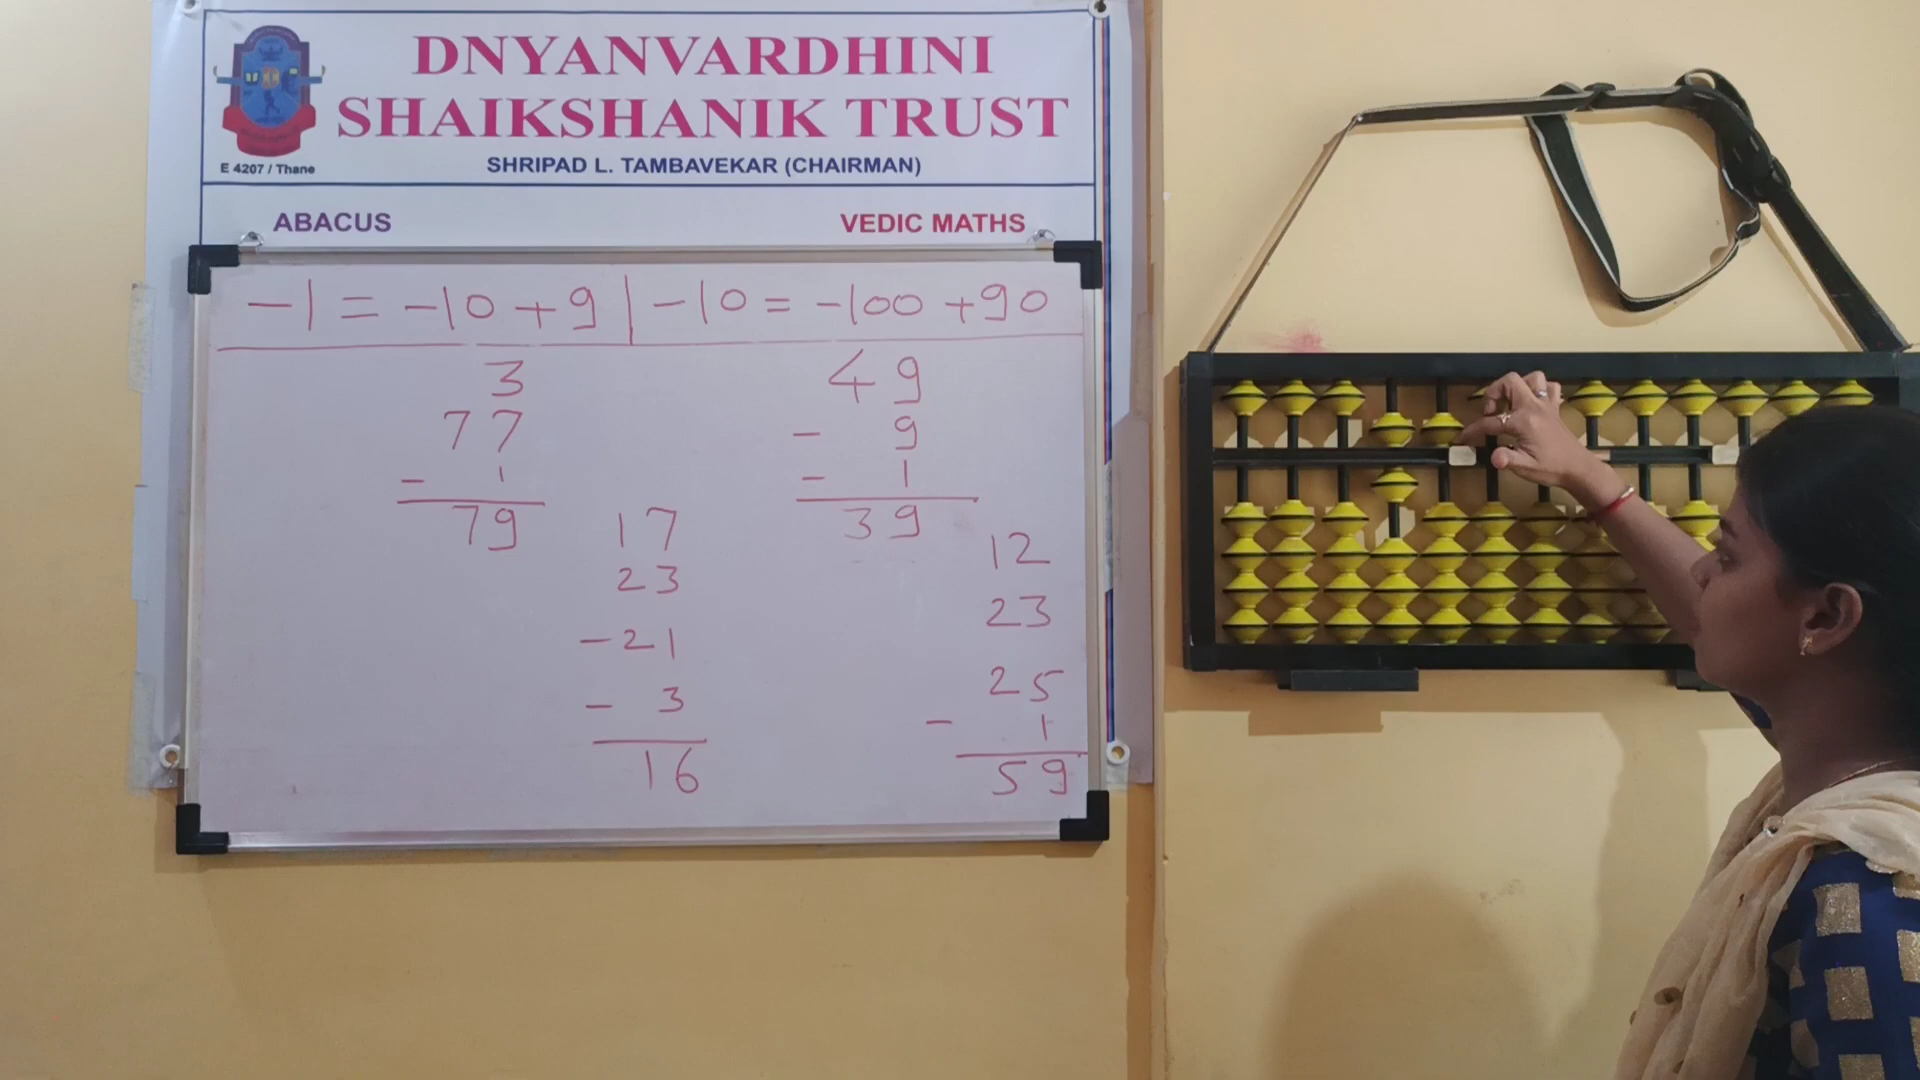 DNYANVARDHINI
SHAIKSHANIK TRUST
E 4207 / Thane
SHRIPAD L. TAMBAVEKAR (CHAIRMAN)
ABACUS
VEDIC MATHS
-1 = -10 +9 | -10 = -100 +90
3
77
- 1
79
17
23
-21
- 3
16
49
- 9
- 1
39
12
23
25
- 1
59